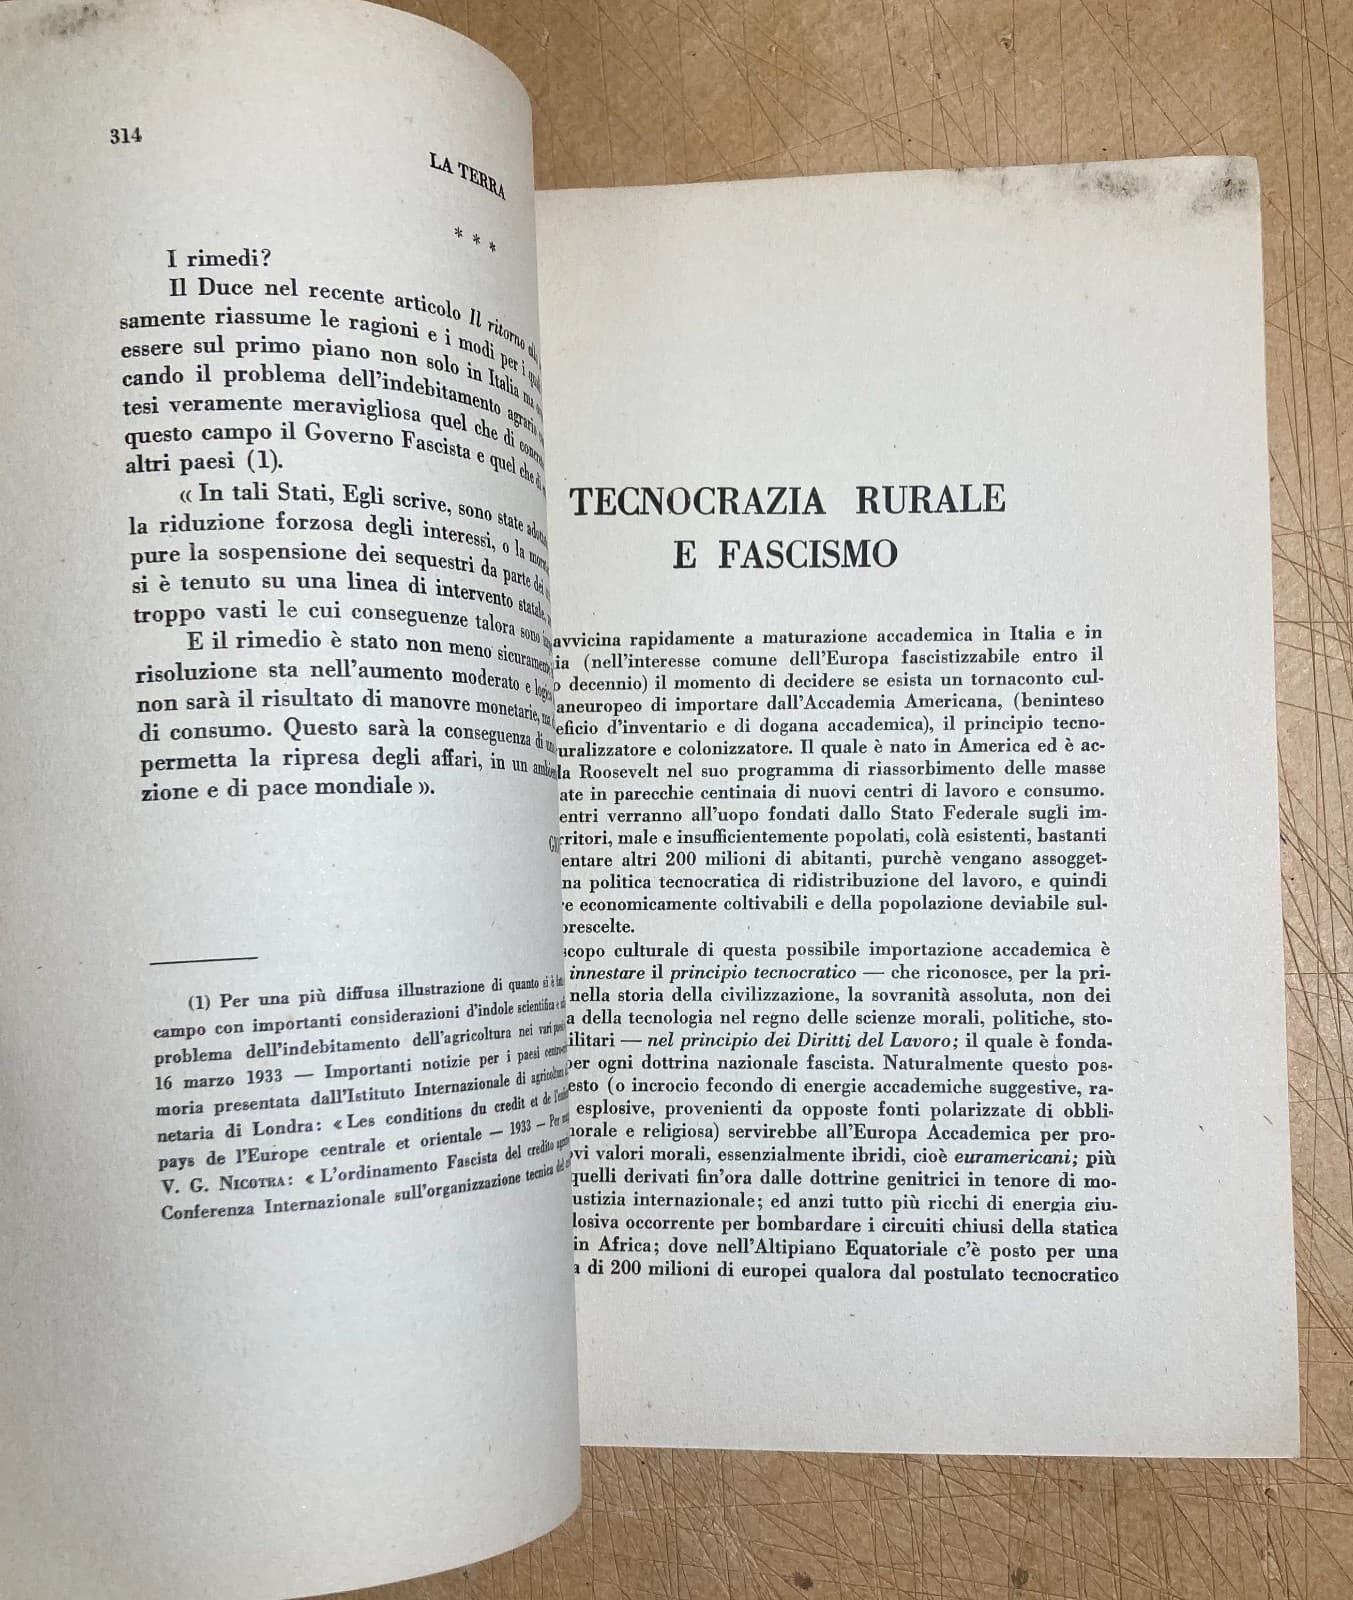 314
LA TERRA
* * *
I rimedi?
Il Duce nel recente articolo Il ritorno
samente riassume le ragioni e i modi per i
essere sul primo piano non solo in Italia ma
cando il problema dell'indebitamento agrario
tesi veramente meravigliosa quel che di
questo campo il Governo Fascista e quel che di
altri paesi (1).
« In tali Stati, Egli scrive, sono state
la riduzione forzosa degli interessi, o la
pure la sospensione dei sequestri da parte dei
si è tenuto su una linea di intervento statale,
troppo vasti le cui conseguenze talora sono
E il rimedio è stato non meno sicuramente
risoluzione sta nell'aumento moderato e
non sarà il risultato di manovre monetarie, ma
di consumo. Questo sarà la conseguenza di
permetta la ripresa degli affari, in un
zione e di pace mondiale ».
(1) Per una più diffusa illustrazione di quanto si è
campo con importanti considerazioni d'indole scientifica e
problema dell'indebitamento dell'agricoltura nei vari
16 marzo 1933 — Importanti notizie per i paesi
moria presentata dall'Istituto Internazionale di agricoltura
netaria di Londra: « Les conditions du credit et de
pays de l'Europe centrale et orientale — 1933 — Per
V. G. NICOTRA: « L'ordinamento Fascista del credito
Conferenza Internazionale sull'organizzazione tecnica del
TECNOCRAZIA RURALE
E FASCISMO
avvicina rapidamente a maturazione accademica in Italia e in
ia (nell'interesse comune dell'Europa fascistizzabile entro il
o decennio) il momento di decidere se esista un tornaconto cul-
aneuropeo di importare dall'Accademia Americana, (beninteso
eficio d'inventario e di dogana accademica), il principio tecno-
uralizzatore e colonizzatore. Il quale è nato in America ed è ac-
la Roosevelt nel suo programma di riassorbimento delle masse
ate in parecchie centinaia di nuovi centri di lavoro e consumo.
entri verranno all'uopo fondati dallo Stato Federale sugli im-
rritori, male e insufficientemente popolati, colà esistenti, bastanti
entare altri 200 milioni di abitanti, purchè vengano assogget-
na politica tecnocratica di ridistribuzione del lavoro, e quindi
e economicamente coltivabili e della popolazione deviabile sul-
prescelte.
scopo culturale di questa possibile importazione accademica è
innestare il principio tecnocratico — che riconosce, per la pri-
nella storia della civilizzazione, la sovranità assoluta, non dei
a della tecnologia nel regno delle scienze morali, politiche, sto-
ilitari — nel principio dei Diritti del Lavoro; il quale è fonda-
per ogni dottrina nazionale fascista. Naturalmente questo pos-
esto (o incrocio fecondo di energie accademiche suggestive, ra-
esplosive, provenienti da opposte fonti polarizzate di obbli-
morale e religiosa) servirebbe all'Europa Accademica per pro-
ovi valori morali, essenzialmente ibridi, cioè euramericani; più
quelli derivati fin'ora dalle dottrine genitrici in tenore di mo-
ustizia internazionale; ed anzi tutto più ricchi di energia giu-
losiva occorrente per bombardare i circuiti chiusi della statica
in Africa; dove nell'Altipiano Equatoriale c'è posto per una
a di 200 milioni di europei qualora dal postulato tecnocratico